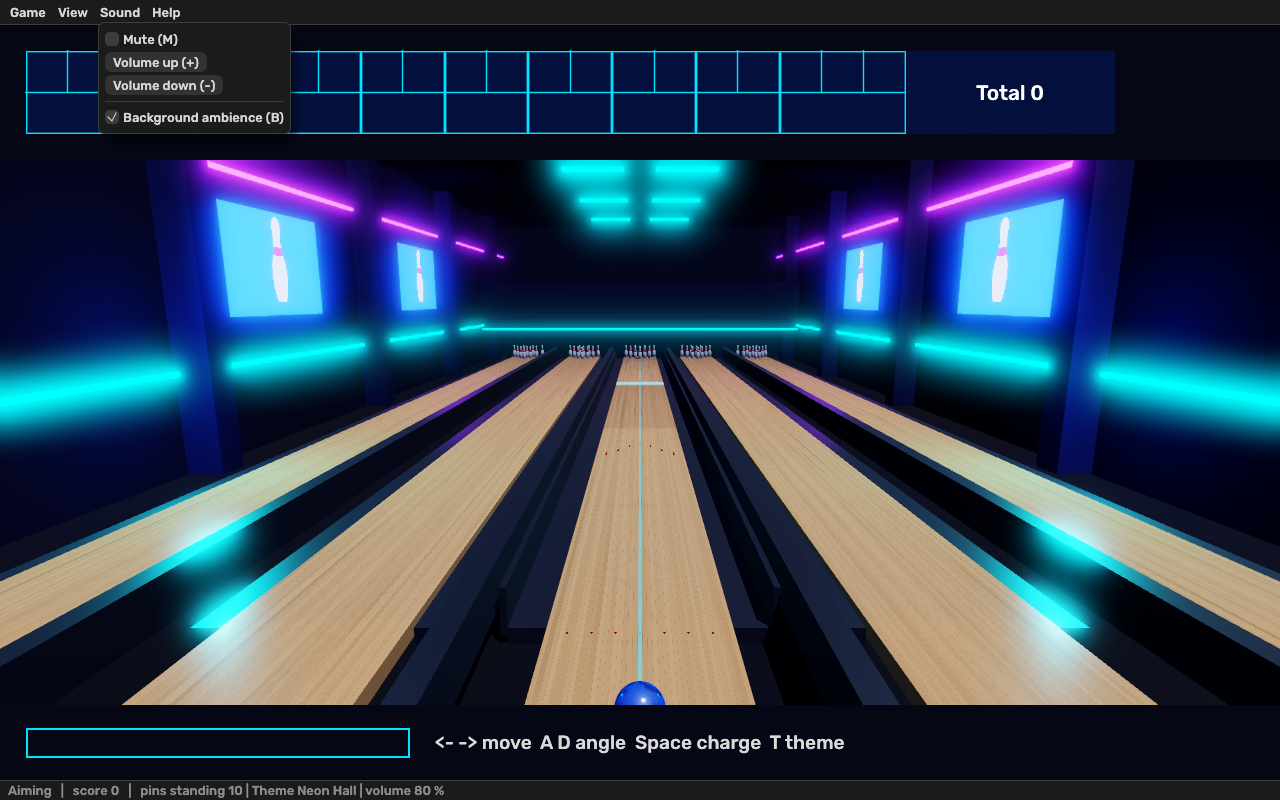 Game View Sound Help
Mute (M)
Volume up (+)
Volume down (-)
Background ambience (B)
Total 0
<- -> move A D angle Space charge T theme
Aiming | score 0 | pins standing 10 | Theme Neon Hall | volume 80 %